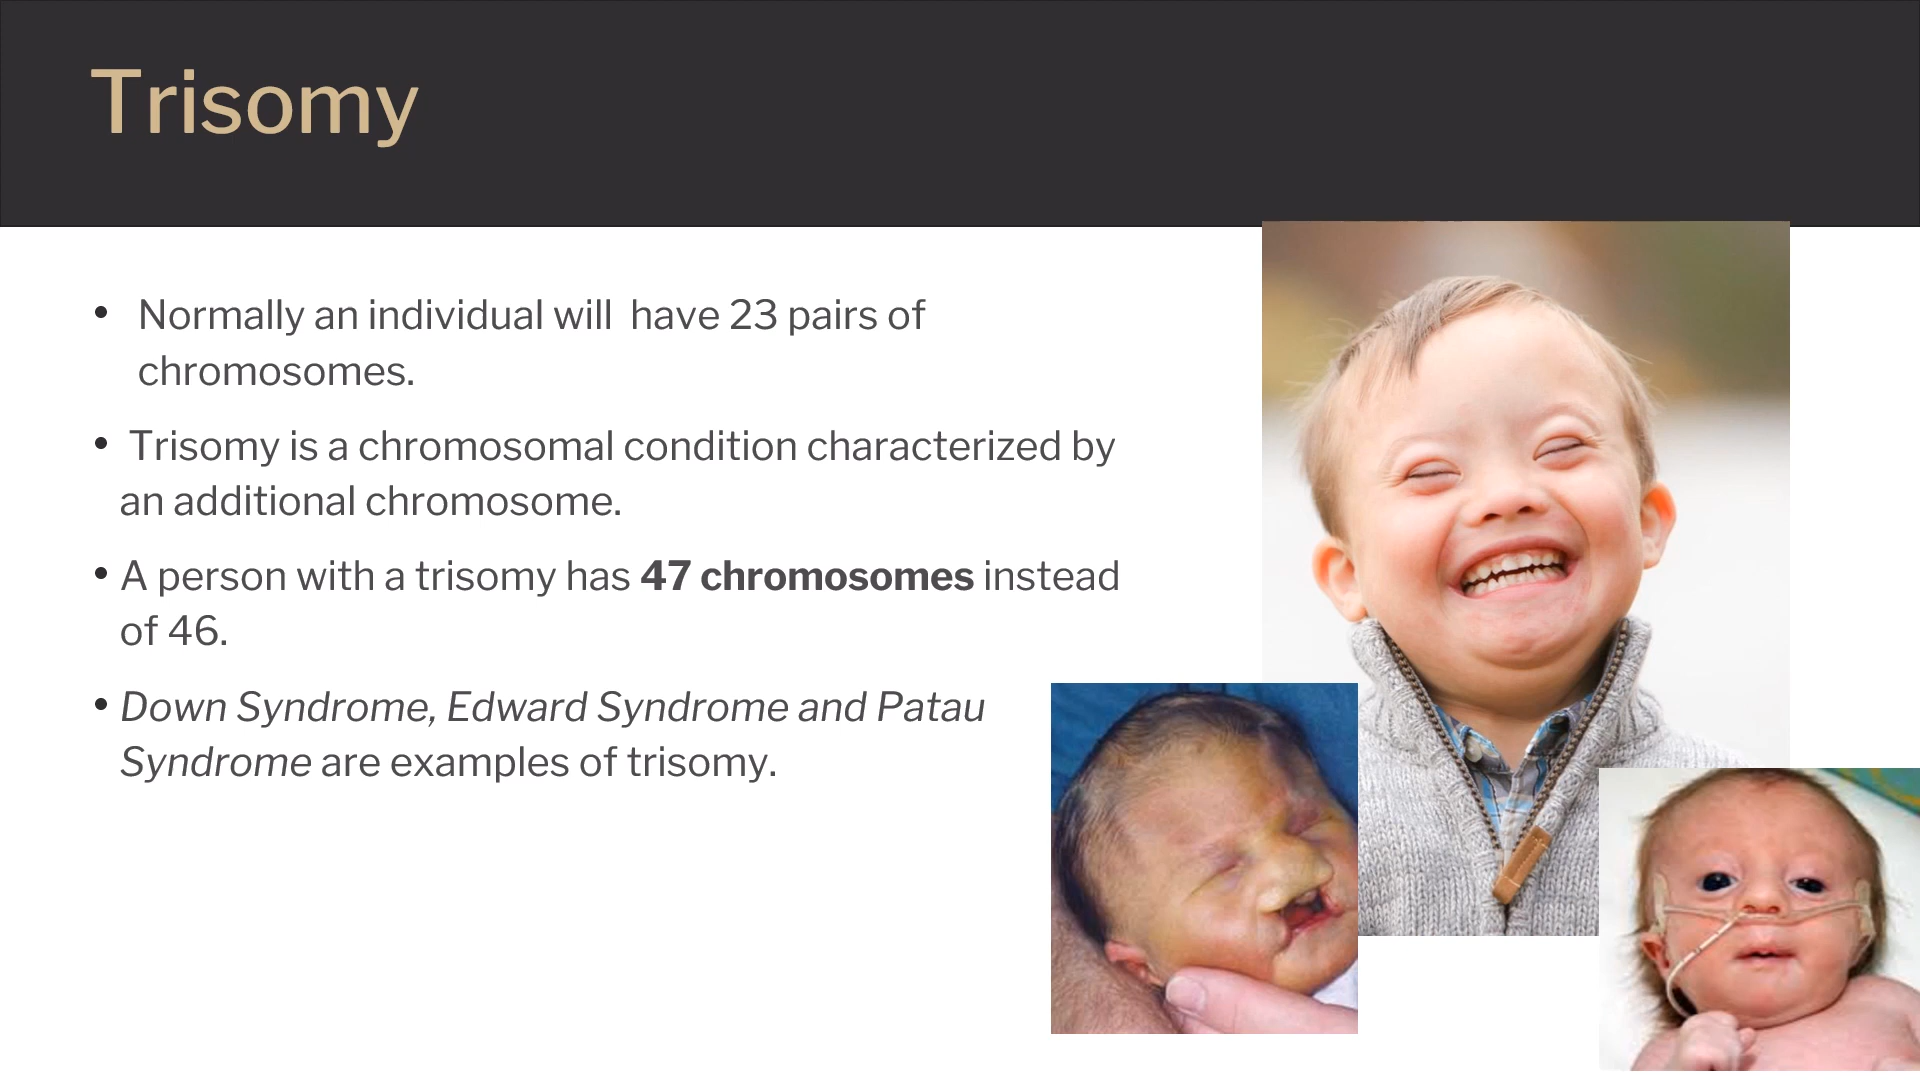 Trisomy
• Normally an individual will  have 23 pairs of
chromosomes.
• Trisomy is a chromosomal condition characterized by
an additional chromosome.
• A person with a trisomy has 47 chromosomes instead
of 46.
• Down Syndrome, Edward Syndrome and Patau
Syndrome are examples of trisomy.